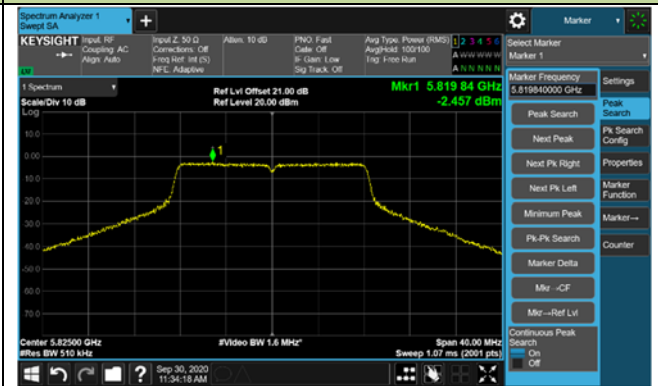 Spectrum Analyzer 1
Swept SA
+
Marker
KEYSIGHT
Input: RF
Coupling: AC
Align: Auto
Input Z: 50 Ω
Corrections: Off
Freq Ref: Int (S)
NFE: Adaptive
Atten: 10 dB
PNO: Fast
Gate: Off
IF Gain: Low
Sig Track: Off
Avg Type: Power (RMS)
Avg|Hold: 100/100
Trig: Free Run
1 2 3 4 5 6
A W W W W W
A N N N N N
Select Marker
Marker 1
1 Spectrum
Scale/Div 10 dB
Log
Ref Lvl Offset 21.00 dB
Ref Level 20.00 dBm
Mkr1 5.819 84 GHz
-2.457 dBm
10.0
0.00
-10.0
-20.0
-30.0
-40.0
-50.0
-60.0
-70.0
1
Center 5.82500 GHz
#Res BW 510 kHz
#Video BW 1.6 MHz*
Span 40.00 MHz
Sweep 1.07 ms (2001 pts)
Marker Frequency
5.819840000 GHz
Peak Search
Next Peak
Next Pk Right
Next Pk Left
Minimum Peak
Pk-Pk Search
Marker Delta
Mkr→CF
Mkr→Ref Lvl
Continuous Peak
Search
On
Off
Settings
Peak
Search
Pk Search
Config
Properties
Marker
Function
Marker→
Counter
?
Sep 30, 2020
11:34:18 AM